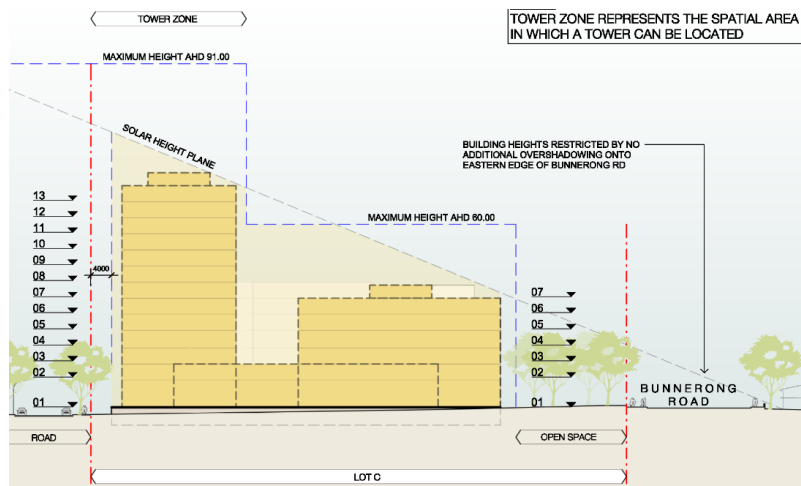 TOWER ZONE
TOWER ZONE REPRESENTS THE SPATIAL AREA
IN WHICH A TOWER CAN BE LOCATED
MAXIMUM HEIGHT AHD 91.00
SOLAR HEIGHT PLANE
BUILDING HEIGHTS RESTRICTED BY NO
ADDITIONAL OVERSHADOWING ONTO
EASTERN EDGE OF BUNNERONG RD
MAXIMUM HEIGHT AHD 60.00
13
12
11
10
09
08
07
06
05
04
03
02
01
4000
07
06
05
04
03
02
01
BUNNERONG
ROAD
ROAD
OPEN SPACE
LOT C